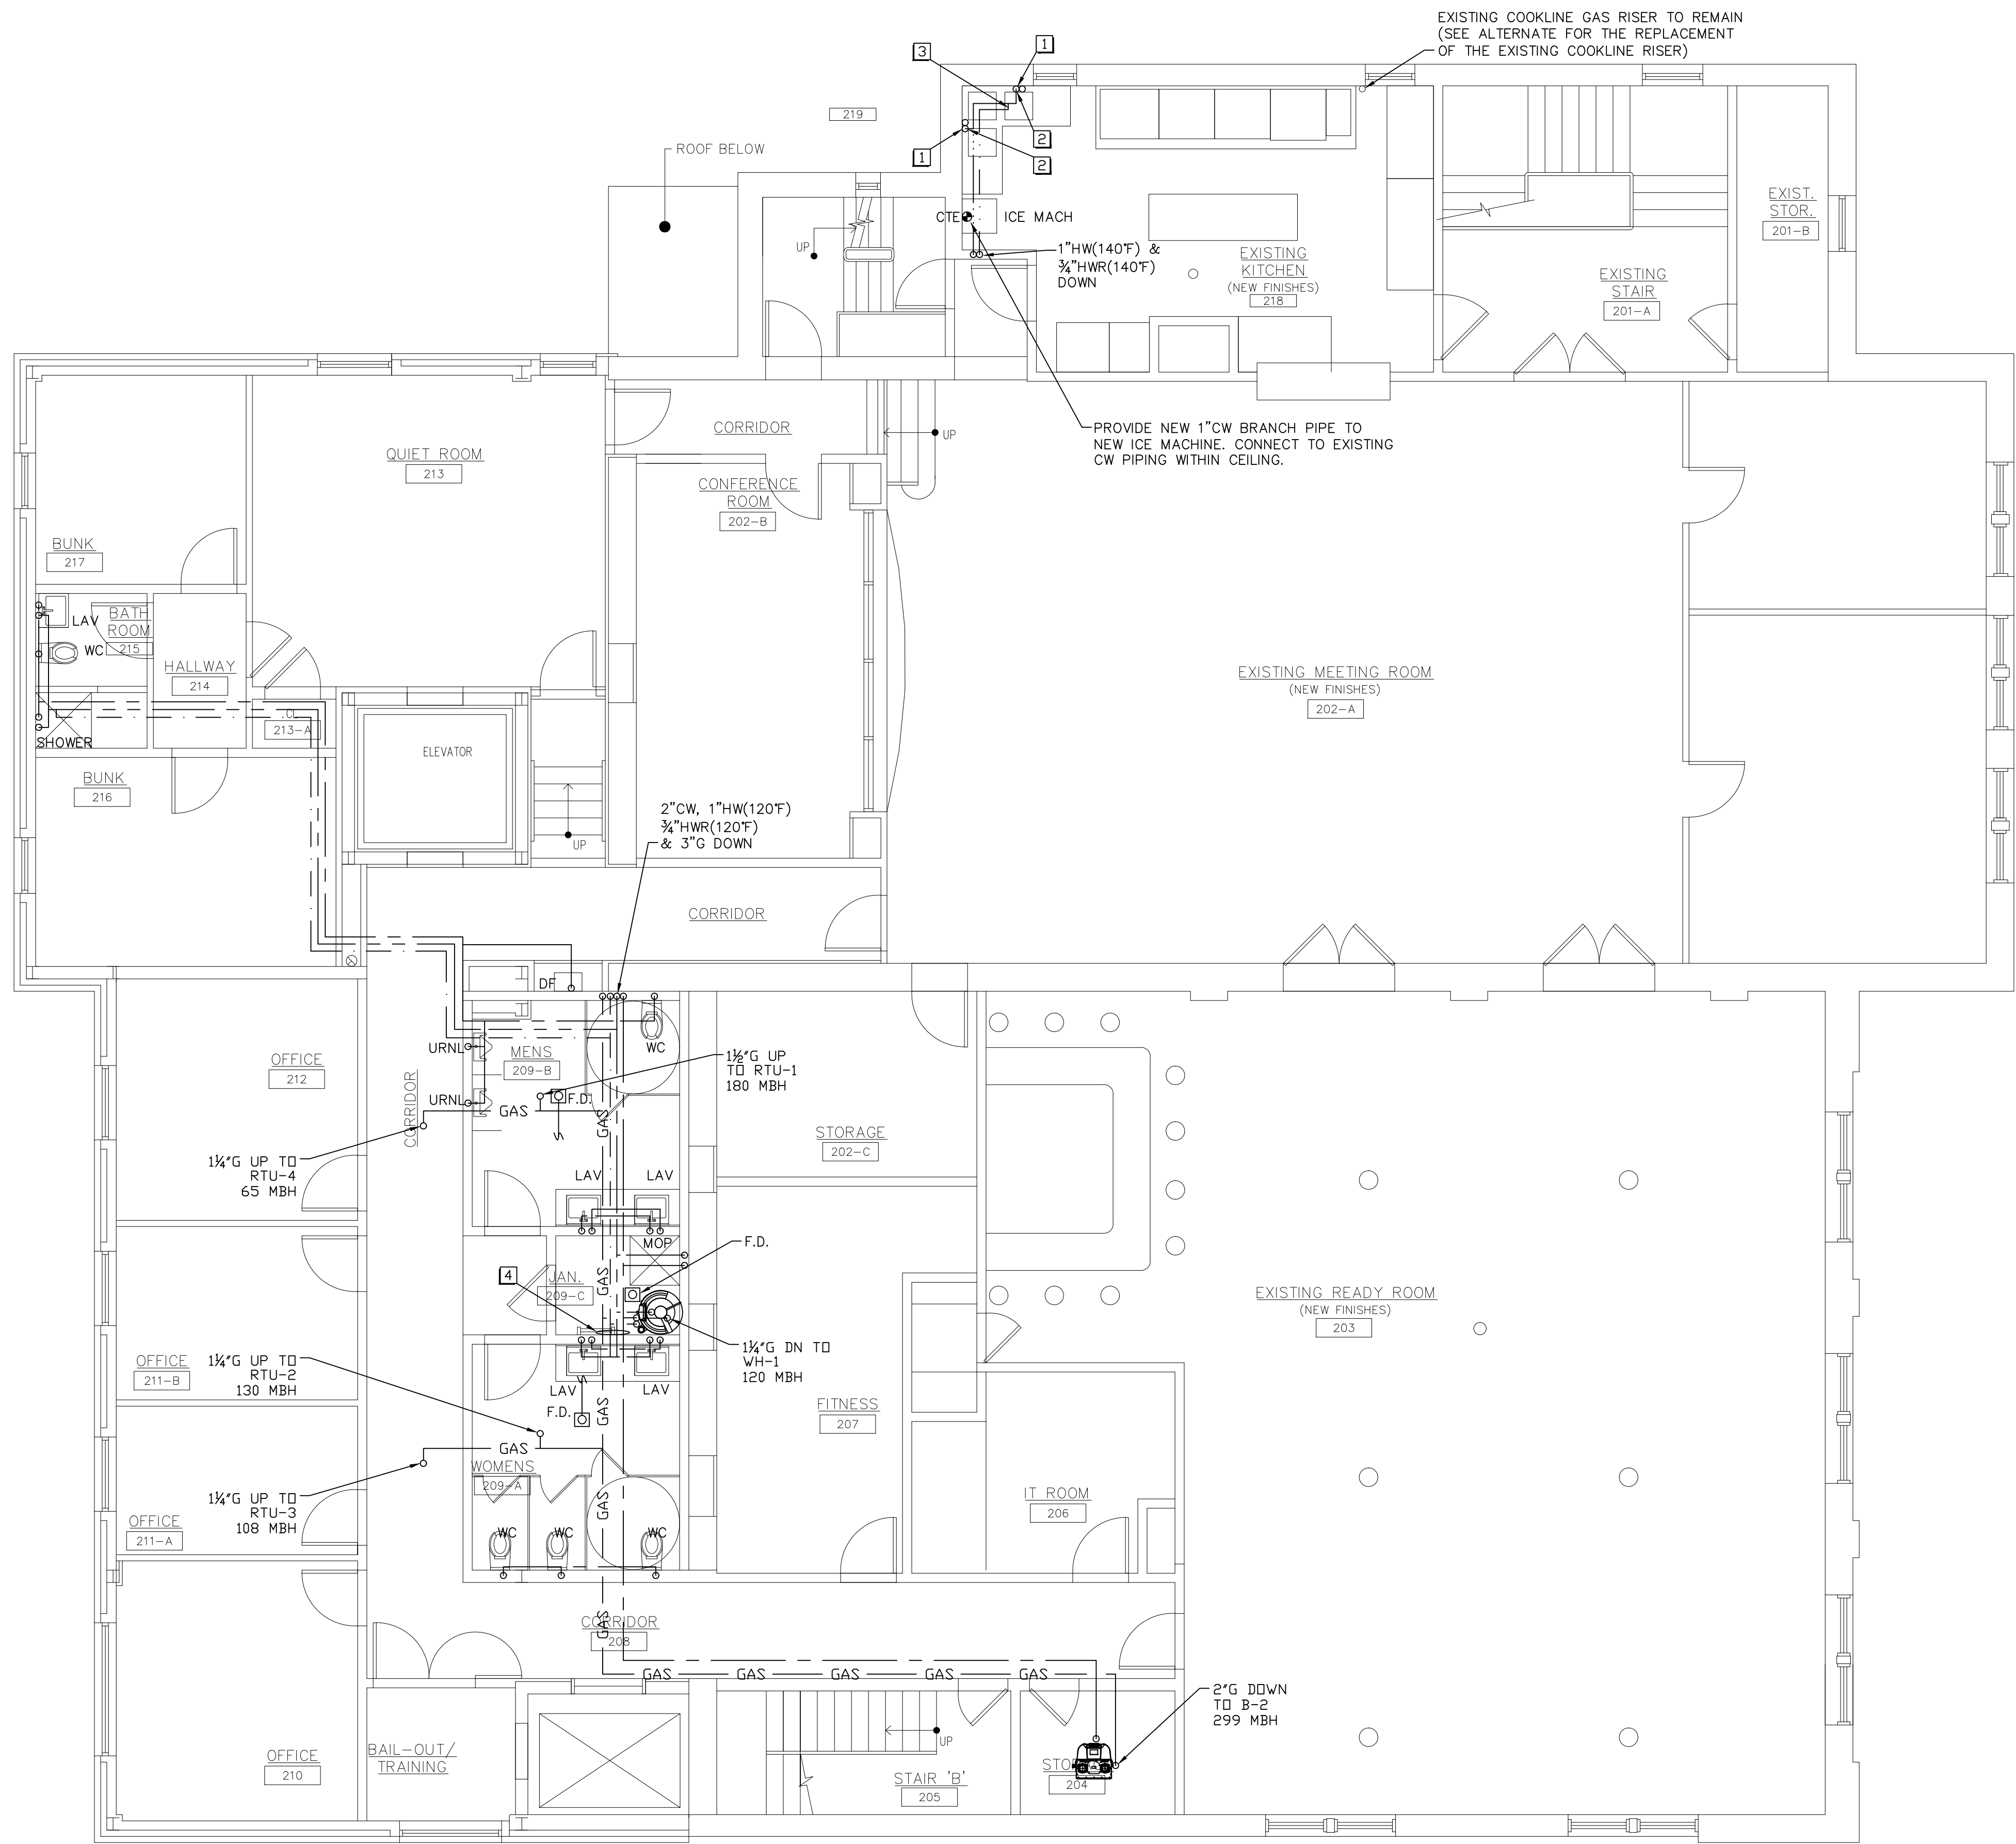 EXISTING COOKLINE GAS RISER TO REMAIN
(SEE ALTERNATE FOR THE REPLACEMENT
OF THE EXISTING COOKLINE RISER)
3
1
219
2
1
2
ROOF BELOW
EXIST.
STOR.
201-B
CTE
ICE MACH
UP
1"HW(140°F) &
¾"HWR(140°F)
DOWN
EXISTING
KITCHEN
(NEW FINISHES)
218
EXISTING
STAIR
201-A
CORRIDOR
UP
PROVIDE NEW 1"CW BRANCH PIPE TO
NEW ICE MACHINE. CONNECT TO EXISTING
CW PIPING WITHIN CEILING.
QUIET ROOM
213
CONFERENCE
ROOM
202-B
BUNK
217
LAV
BATH
ROOM
215
WC
HALLWAY
214
EXISTING MEETING ROOM
(NEW FINISHES)
202-A
CL
213-A
SHOWER
ELEVATOR
BUNK
216
UP
2"CW, 1"HW(120°F)
¾"HWR(120°F)
& 3"G DOWN
CORRIDOR
DF
URNL
MENS
209-B
WC
1½"G UP
TO RTU-1
180 MBH
OFFICE
212
CORRIDOR
URNL
F.D.
GAS
GAS
STORAGE
202-C
1¼"G UP TO
RTU-4
65 MBH
LAV
LAV
MOP
F.D.
4
JAN.
209-C
GAS
EXISTING READY ROOM
(NEW FINISHES)
203
1¼"G DN TO
WH-1
120 MBH
OFFICE
211-B
1¼"G UP TO
RTU-2
130 MBH
LAV
LAV
F.D.
GAS
FITNESS
207
GAS
WOMENS
209-A
1¼"G UP TO
RTU-3
108 MBH
GAS
IT ROOM
206
OFFICE
211-A
WC
WC
WC
CORRIDOR
208
GAS
GAS
GAS
GAS
GAS
GAS
2"G DOWN
TO B-2
299 MBH
OFFICE
210
BAIL-OUT/
TRAINING
UP
STAIR 'B'
205
204